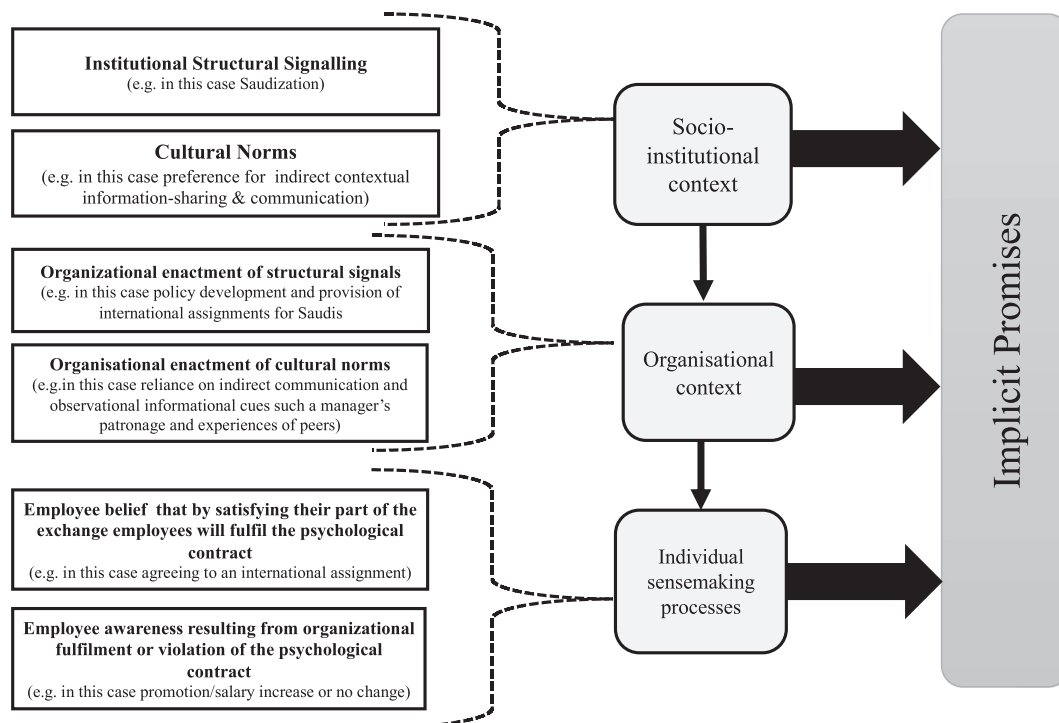 Institutional Structural Signalling
(e.g. in this case Saudization)
Cultural Norms
(e.g. in this case preference for indirect contextual
information-sharing & communication)
Socio-
institutional
context
Organizational enactment of structural signals
(e.g. in this case policy development and provision of
international assignments for Saudis
Organisational enactment of cultural norms
(e.g.in this case reliance on indirect communication and
observational informational cues such a manager’s
patronage and experiences of peers)
Organisational
context
Employee belief that by satisfying their part of the
exchange employees will fulfil the psychological
contract
(e.g. in this case agreeing to an international assignment)
Employee awareness resulting from organizational
fulfilment or violation of the psychological
contract
(e.g. in this case promotion/salary increase or no change)
Individual
sensemaking
processes
Implicit Promises